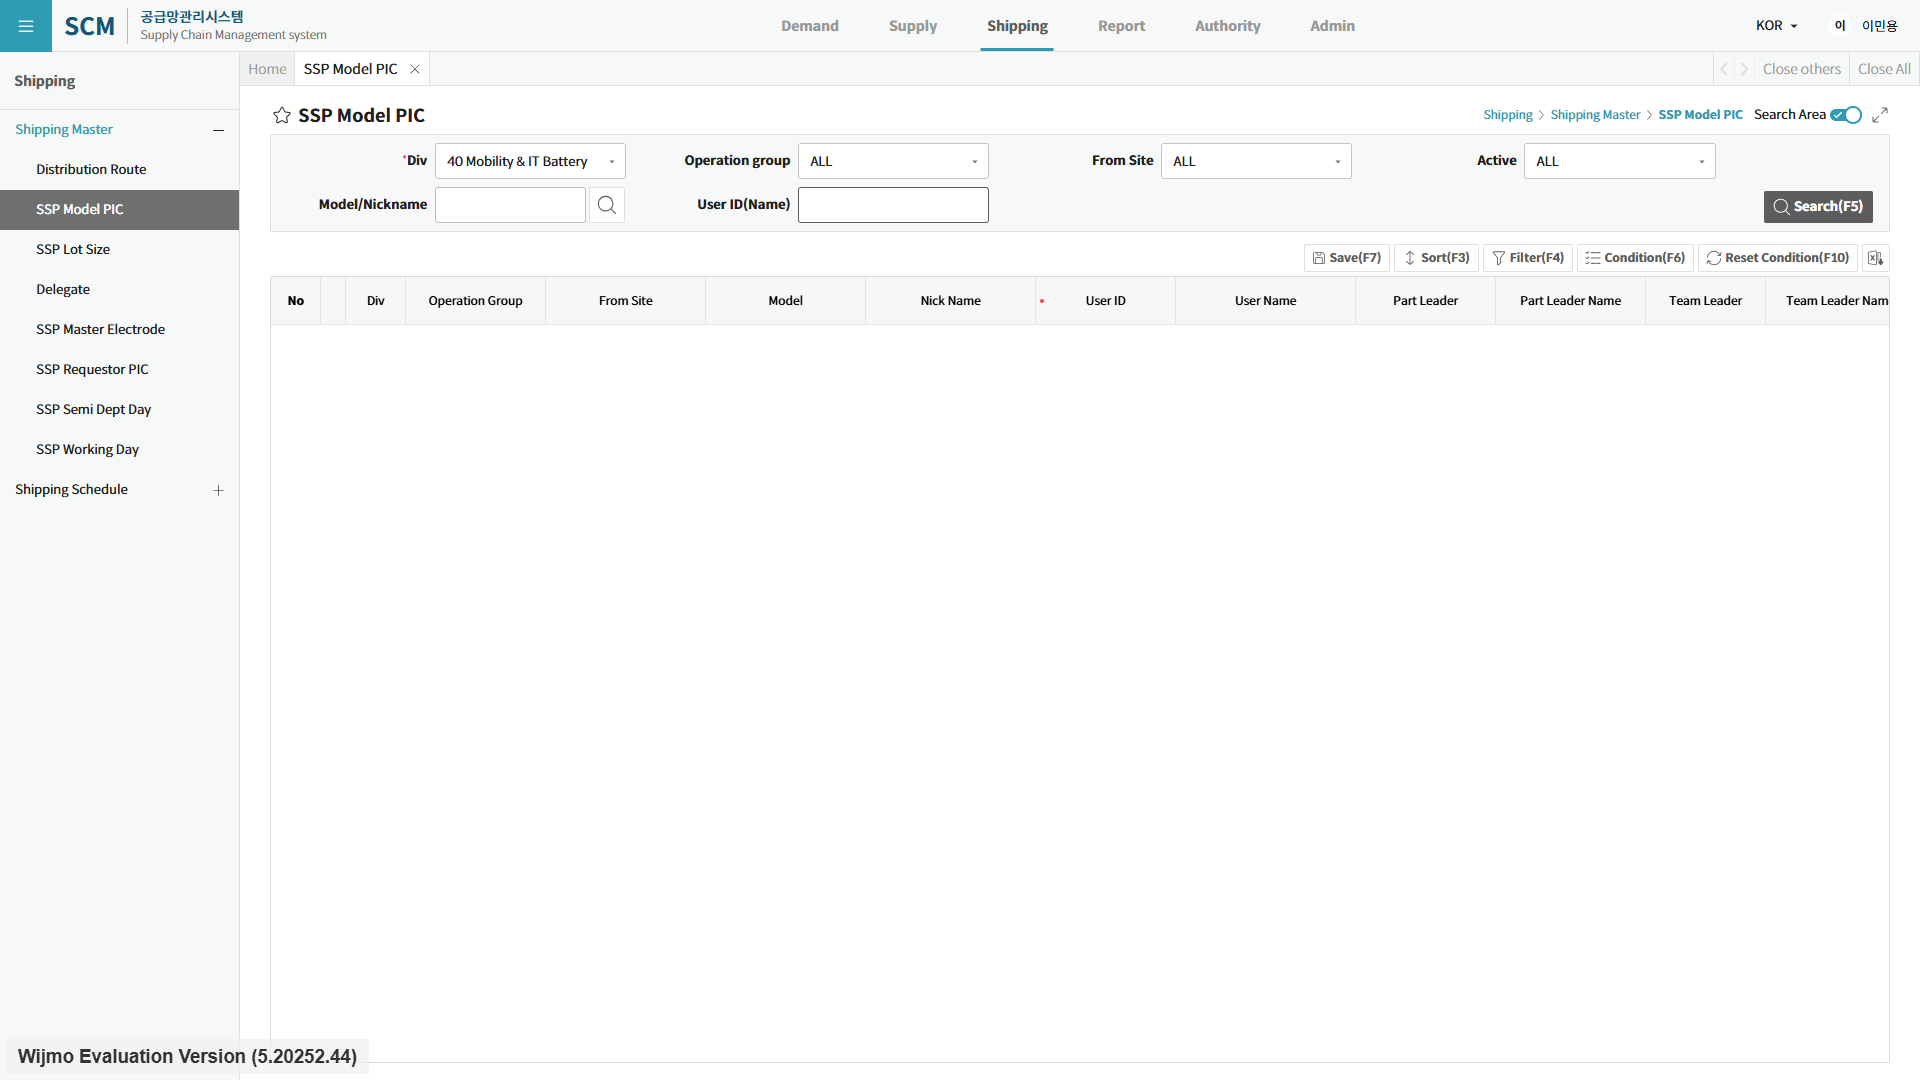 SCM
공급망관리시스템
Supply Chain Management system
Demand
Supply
Shipping
Report
Authority
Admin
KOR
이
이민용
Shipping
Home
SSP Model PIC
Close others
Close All
Shipping Master
Distribution Route
SSP Model PIC
SSP Lot Size
Delegate
SSP Master Electrode
SSP Requestor PIC
SSP Semi Dept Day
SSP Working Day
Shipping Schedule
SSP Model PIC
Shipping > Shipping Master > SSP Model PIC
Search Area
*Div
40 Mobility & IT Battery
Operation group
ALL
From Site
ALL
Active
ALL
Model/Nickname
User ID(Name)
Search(F5)
Save(F7)
Sort(F3)
Filter(F4)
Condition(F6)
Reset Condition(F10)
No
Div
Operation Group
From Site
Model
Nick Name
User ID
User Name
Part Leader
Part Leader Name
Team Leader
Team Leader Nam
Wijmo Evaluation Version (5.20252.44)